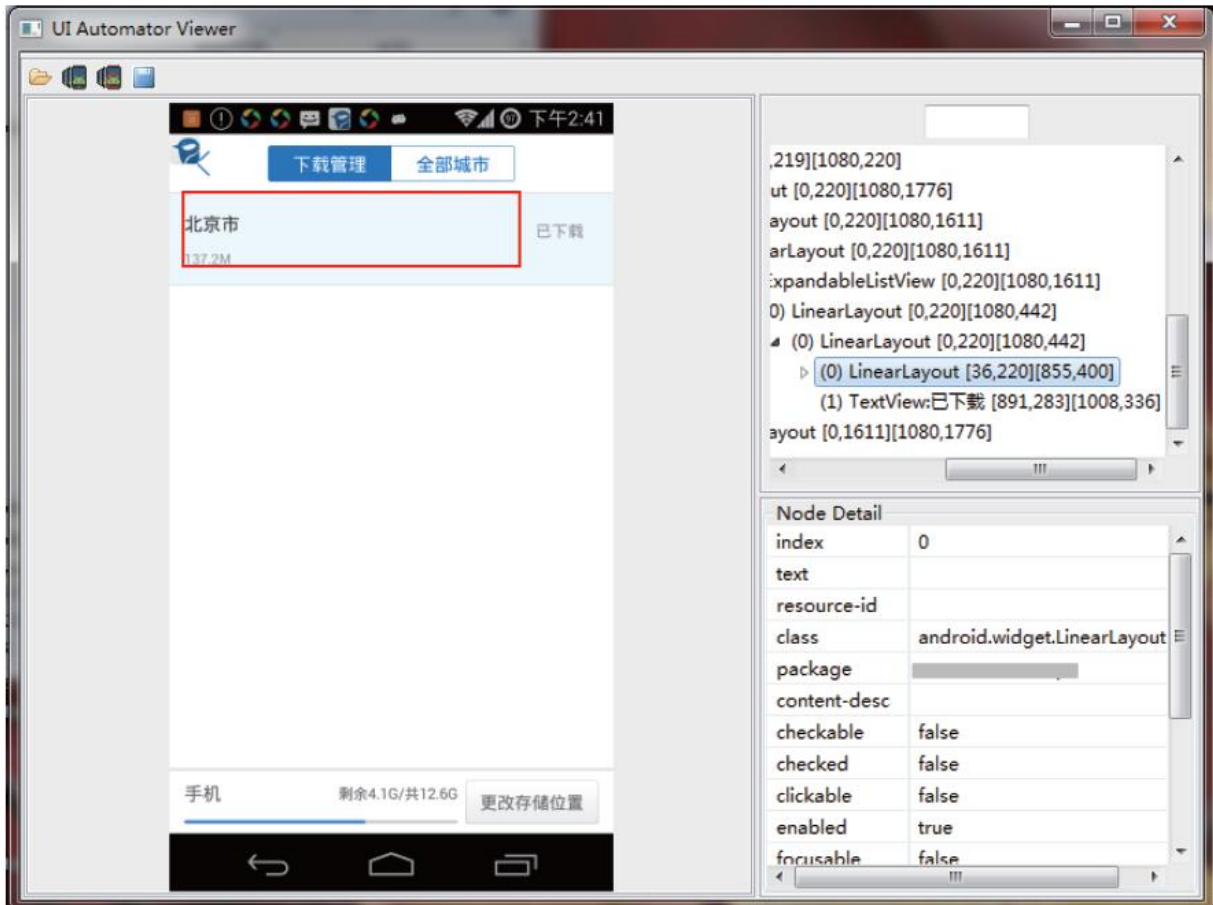 UI Automator Viewer
下午2:41
下载管理 全部城市
北京市
已下载
137.2M
手机
剩余4.1G/共12.6G
更改存储位置
,219][1080,220]
ut [0,220][1080,1776]
ayout [0,220][1080,1611]
arLayout [0,220][1080,1611]
xpandableListView [0,220][1080,1611]
0) LinearLayout [0,220][1080,442]
(0) LinearLayout [0,220][1080,442]
(0) LinearLayout [36,220][855,400]
(1) TextView:已下载 [891,283][1008,336]
ayout [0,1611][1080,1776]
Node Detail
index 0
text
resource-id
class android.widget.LinearLayout
package
content-desc
checkable false
checked false
clickable false
enabled true
focusable false